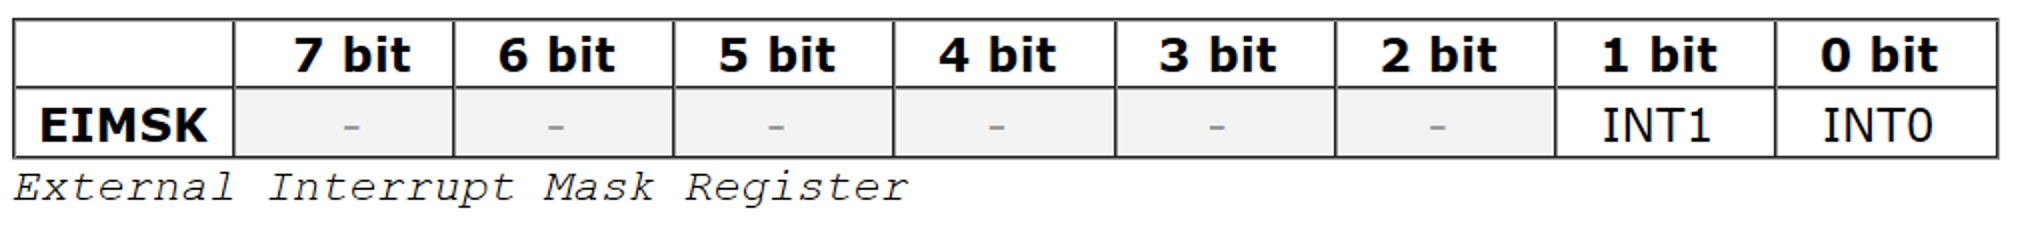 7 bit 6 bit 5 bit 4 bit 3 bit 2 bit 1 bit 0 bit
EIMSK - - - - - - INT1 INT0
External Interrupt Mask Register